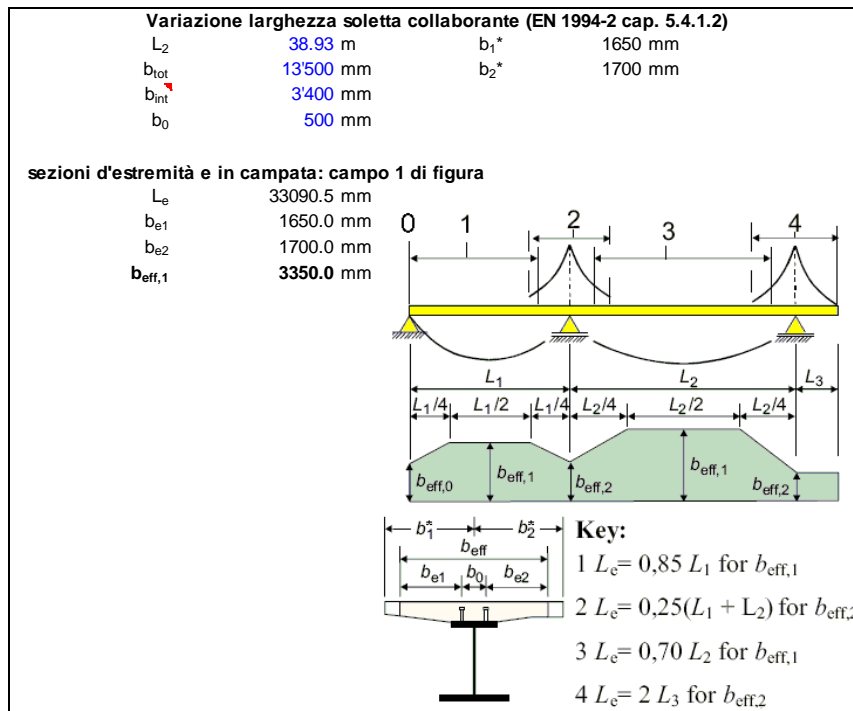 Variazione larghezza soletta collaborante (EN 1994-2 cap. 5.4.1.2)
L2 38.93 m b1* 1650 mm
btot 13'500 mm b2* 1700 mm
bint 3'400 mm
b0 500 mm
sezioni d'estremità e in campata: campo 1 di figura
Le 33090.5 mm
be1 1650.0 mm
be2 1700.0 mm
beff,1 3350.0 mm
0 1 2 3 4
L1 L2 L3
L1/4 L1/2 L1/4 L2/4 L2/2 L2/4
beff,0 beff,1 beff,2 beff,1 beff,2
b1* b2*
beff
be1 b0 be2
Key:
1 Le= 0,85 L1 for beff,1
2 Le= 0,25(L1 + L2) for beff,2
3 Le= 0,70 L2 for beff,1
4 Le= 2 L3 for beff,2